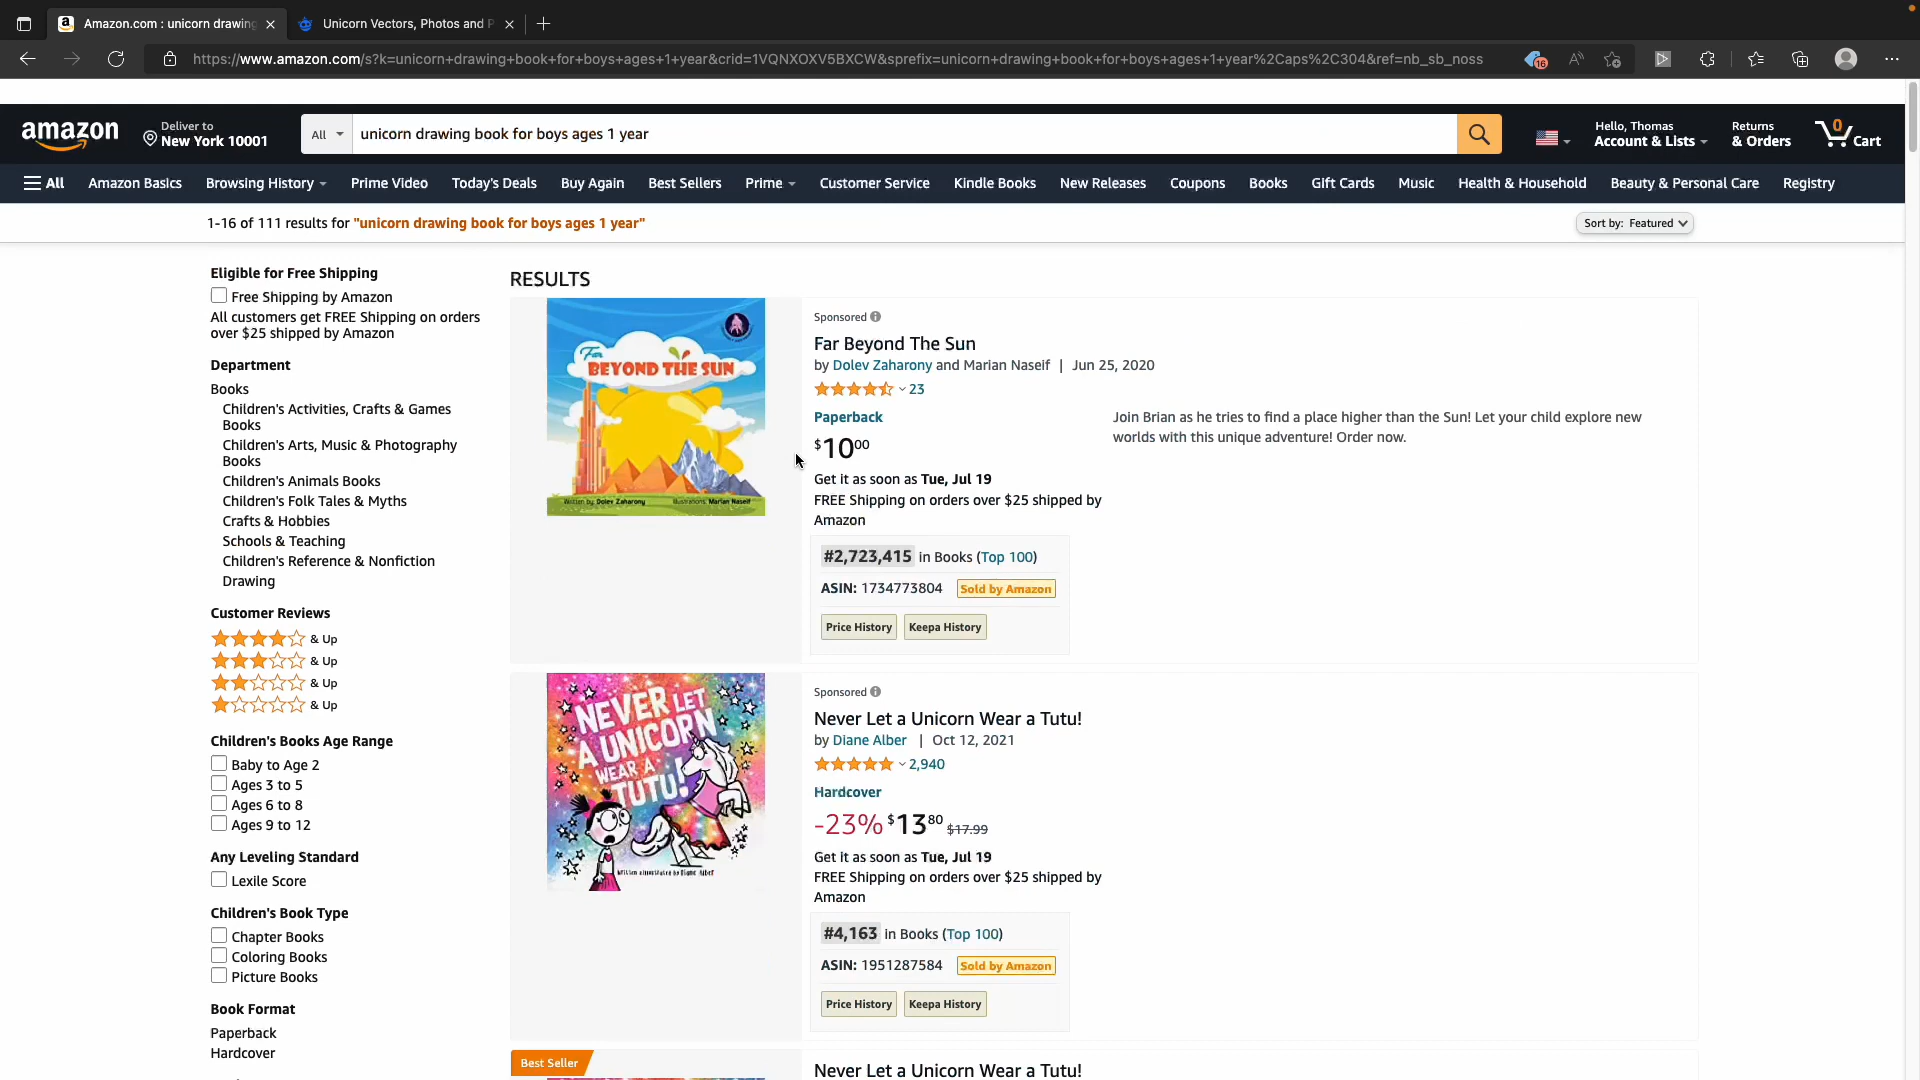 Amazon.com : unicorn drawing
Unicorn Vectors, Photos and P
https://www.amazon.com/s?k=unicorn+drawing+book+for+boys+ages+1+year&crid=1VQNXOXV5BXCW&sprefix=unicorn+drawing+book+for+boys+ages+1+year%2Caps%2C304&ref=nb_sb_noss
16
amazon
Deliver to
New York 10001
All
unicorn drawing book for boys ages 1 year
Hello, Thomas
Account & Lists
Returns
& Orders
0
Cart
All
Amazon Basics
Browsing History
Prime Video
Today's Deals
Buy Again
Best Sellers
Prime
Customer Service
Kindle Books
New Releases
Coupons
Books
Gift Cards
Music
Health & Household
Beauty & Personal Care
Registry
1-16 of 111 results for "unicorn drawing book for boys ages 1 year"
Sort by: Featured
Eligible for Free Shipping
Free Shipping by Amazon
All customers get FREE Shipping on orders
over $25 shipped by Amazon
Department
Books
Children's Activities, Crafts & Games
Books
Children's Arts, Music & Photography
Books
Children's Animals Books
Children's Folk Tales & Myths
Crafts & Hobbies
Schools & Teaching
Children's Reference & Nonfiction
Drawing
Customer Reviews
& Up
& Up
& Up
& Up
Children's Books Age Range
Baby to Age 2
Ages 3 to 5
Ages 6 to 8
Ages 9 to 12
Any Leveling Standard
Lexile Score
Children's Book Type
Chapter Books
Coloring Books
Picture Books
Book Format
Paperback
Hardcover
RESULTS
Far
BEYOND THE SUN
Written by: Dolev Zaharony
Illustrations: Marian Naseif
Sponsored
Far Beyond The Sun
by Dolev Zaharony and Marian Naseif | Jun 25, 2020
23
Paperback
$10 00
Get it as soon as Tue, Jul 19
FREE Shipping on orders over $25 shipped by
Amazon
Join Brian as he tries to find a place higher than the Sun! Let your child explore new
worlds with this unique adventure! Order now.
#2,723,415 in Books (Top 100)
ASIN: 1734773804 Sold by Amazon
Price History
Keepa History
NEVER LET
A UNICORN
WEAR A
TUTU!
Written & Illustrated by Diane Alber
Sponsored
Never Let a Unicorn Wear a Tutu!
by Diane Alber | Oct 12, 2021
2,940
Hardcover
-23% $13 80 $17.99
Get it as soon as Tue, Jul 19
FREE Shipping on orders over $25 shipped by
Amazon
#4,163 in Books (Top 100)
ASIN: 1951287584 Sold by Amazon
Price History
Keepa History
Best Seller
Never Let a Unicorn Wear a Tutu!